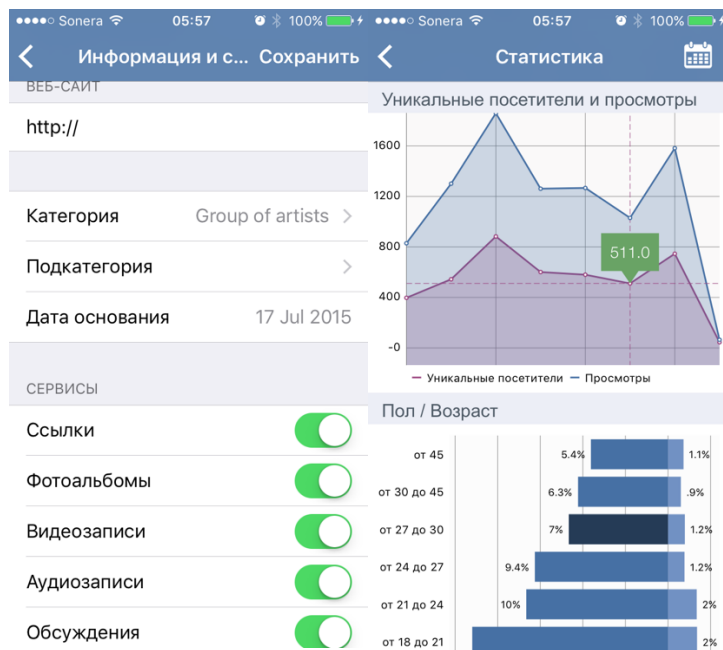 Sonera 05:57 100%
Информация и с... Сохранить
ВЕБ-САЙТ
http://
Категория Group of artists
Подкатегория
Дата основания 17 Jul 2015
СЕРВИСЫ
Ссылки
Фотоальбомы
Видеозаписи
Аудиозаписи
Обсуждения
Sonera 05:57 100%
Статистика
Уникальные посетители и просмотры
1600
1200
800
511.0
400
-0
Уникальные посетители Просмотры
Пол / Возраст
от 45 5.4% 1.1%
от 30 до 45 6.3% .9%
от 27 до 30 7% 1.2%
от 24 до 27 9.4% 1.2%
от 21 до 24 10% 2%
от 18 до 21 2%